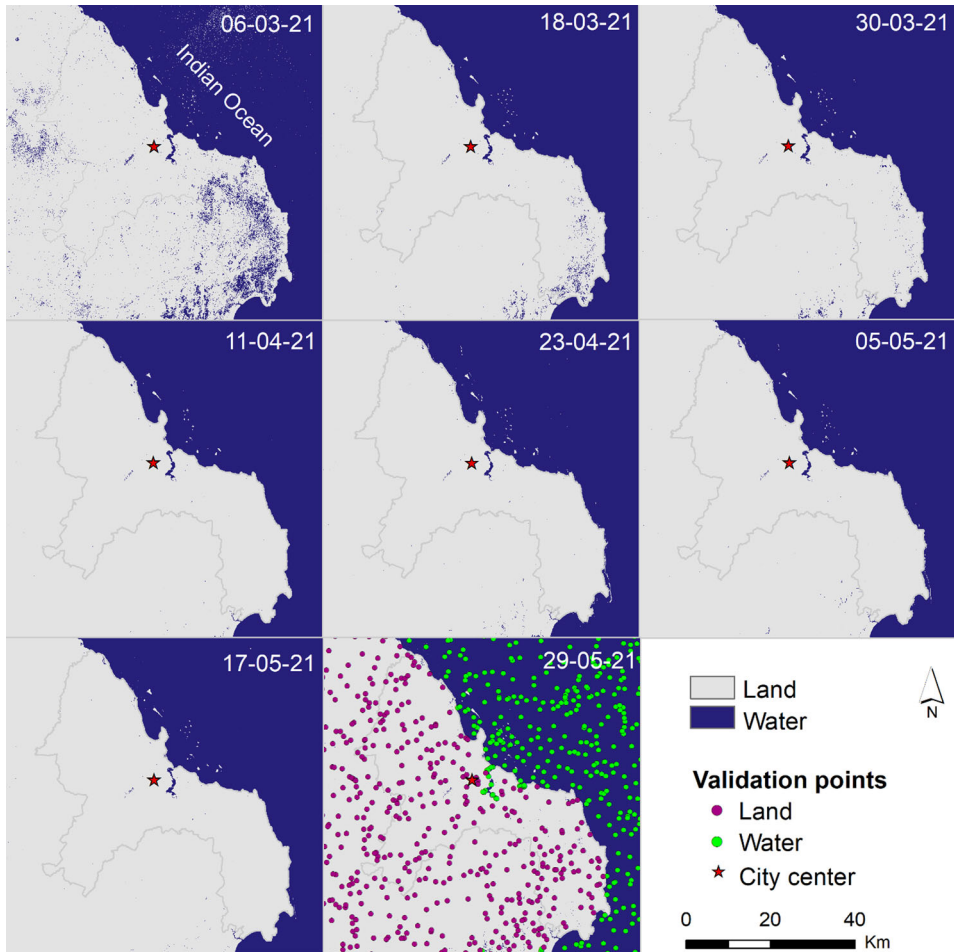 06-03-21
18-03-21
30-03-21
Indian Ocean
11-04-21
23-04-21
05-05-21
17-05-21
29-05-21
Land
Water
N
Validation points
Land
Water
City center
0 20 40
Km